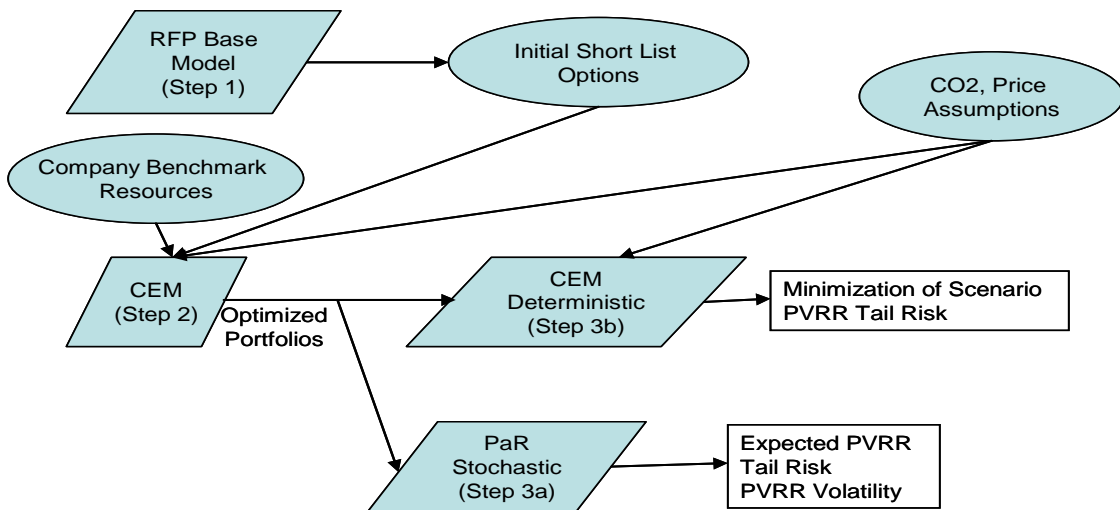 RFP Base
Model
(Step 1)
Initial Short List
Options
CO2, Price
Assumptions
Company Benchmark
Resources
CEM
(Step 2)
Optimized
Portfolios
CEM
Deterministic
(Step 3b)
Minimization of Scenario
PVRR Tail Risk
PaR
Stochastic
(Step 3a)
Expected PVRR
Tail Risk
PVRR Volatility